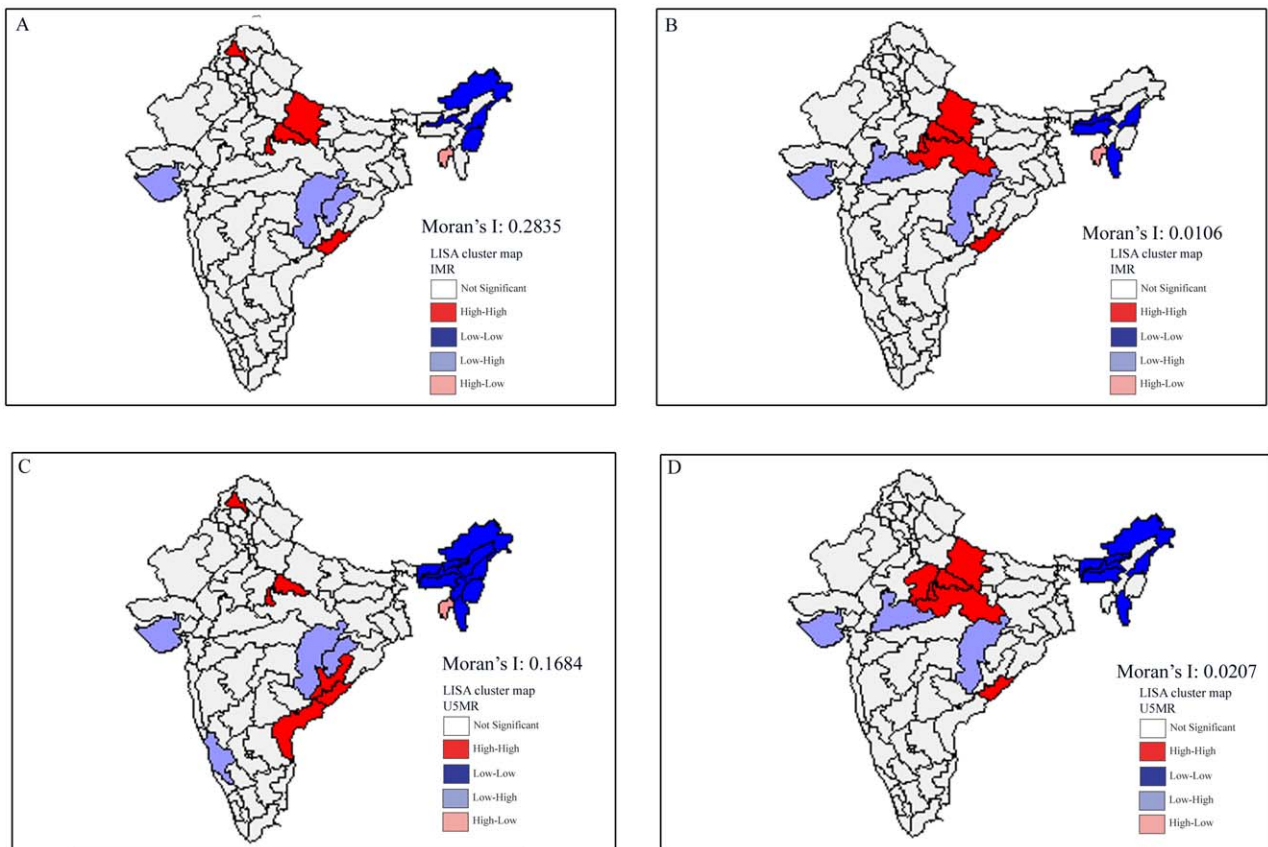 A
Moran's I: 0.2835
LISA cluster map
IMR
Not Significant
High-High
Low-Low
Low-High
High-Low
B
Moran's I: 0.0106
LISA cluster map
IMR
Not Significant
High-High
Low-Low
Low-High
High-Low
C
Moran's I: 0.1684
LISA cluster map
U5MR
Not Significant
High-High
Low-Low
Low-High
High-Low
D
Moran's I: 0.0207
LISA cluster map
U5MR
Not Significant
High-High
Low-Low
Low-High
High-Low